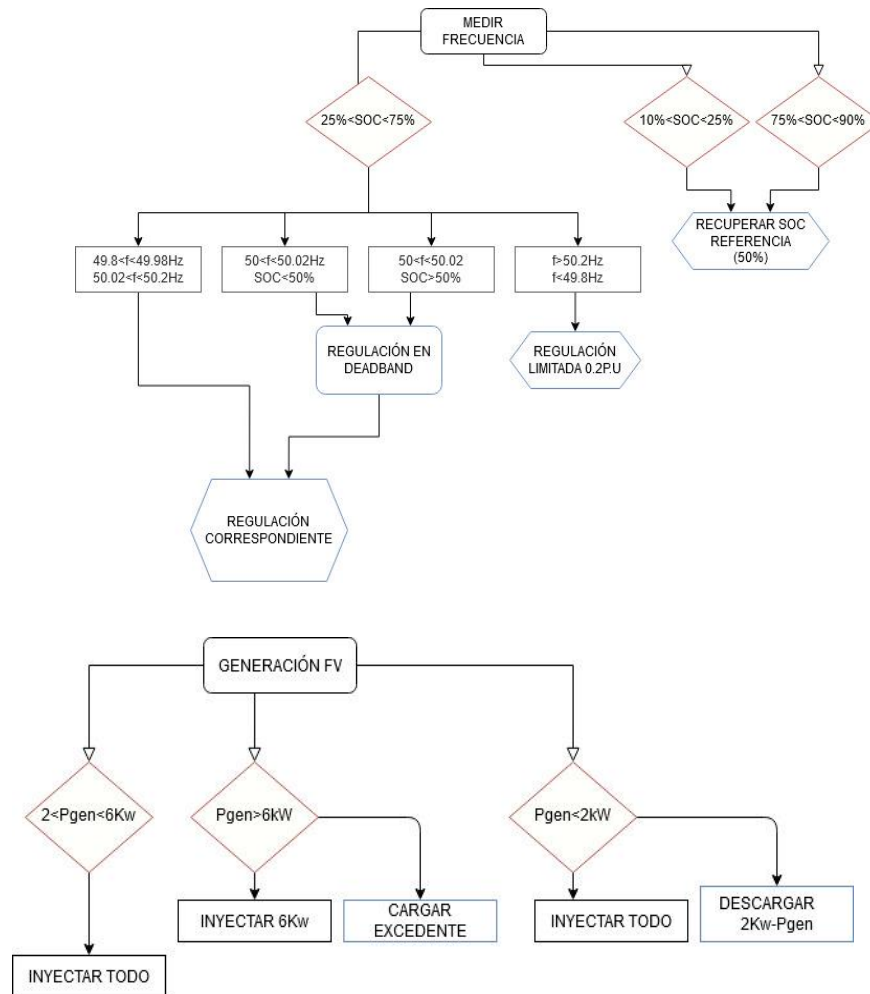 MEDIR
FRECUENCIA
25%<SOC<75%
10%<SOC<25%
75%<SOC<90%
RECUPERAR SOC
REFERENCIA
(50%)
49.8<f<49.98Hz
50.02<f<50.2Hz
50<f<50.02Hz
SOC<50%
50<f<50.02
SOC>50%
f>50.2Hz
f<49.8Hz
REGULACIÓN EN
DEADBAND
REGULACIÓN
LIMITADA 0.2P.U
REGULACIÓN
CORRESPONDIENTE
GENERACIÓN FV
2<Pgen<6Kw
Pgen>6kW
Pgen<2kW
INYECTAR 6Kw
CARGAR
EXCEDENTE
INYECTAR TODO
DESCARGAR
2Kw-Pgen
INYECTAR TODO